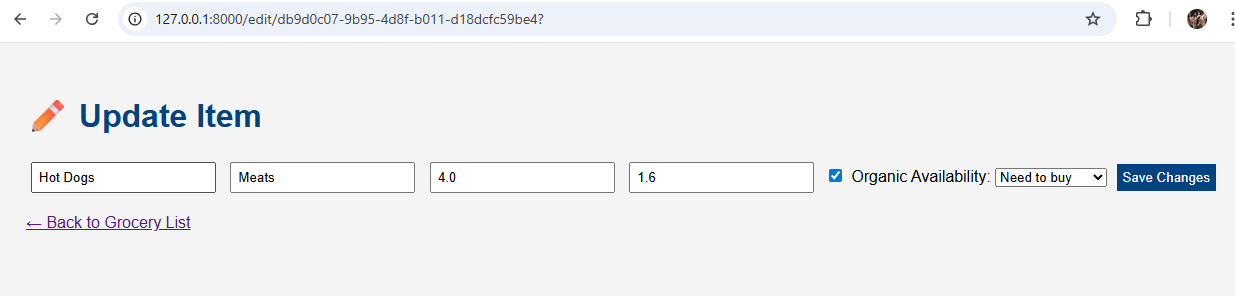 127.0.0.1:8000/edit/db9d0c07-9b95-4d8f-b011-d18dcfc59be4?
Update Item
Hot Dogs Meats 4.0 1.6 Organic Availability: Need to buy Save Changes
← Back to Grocery List